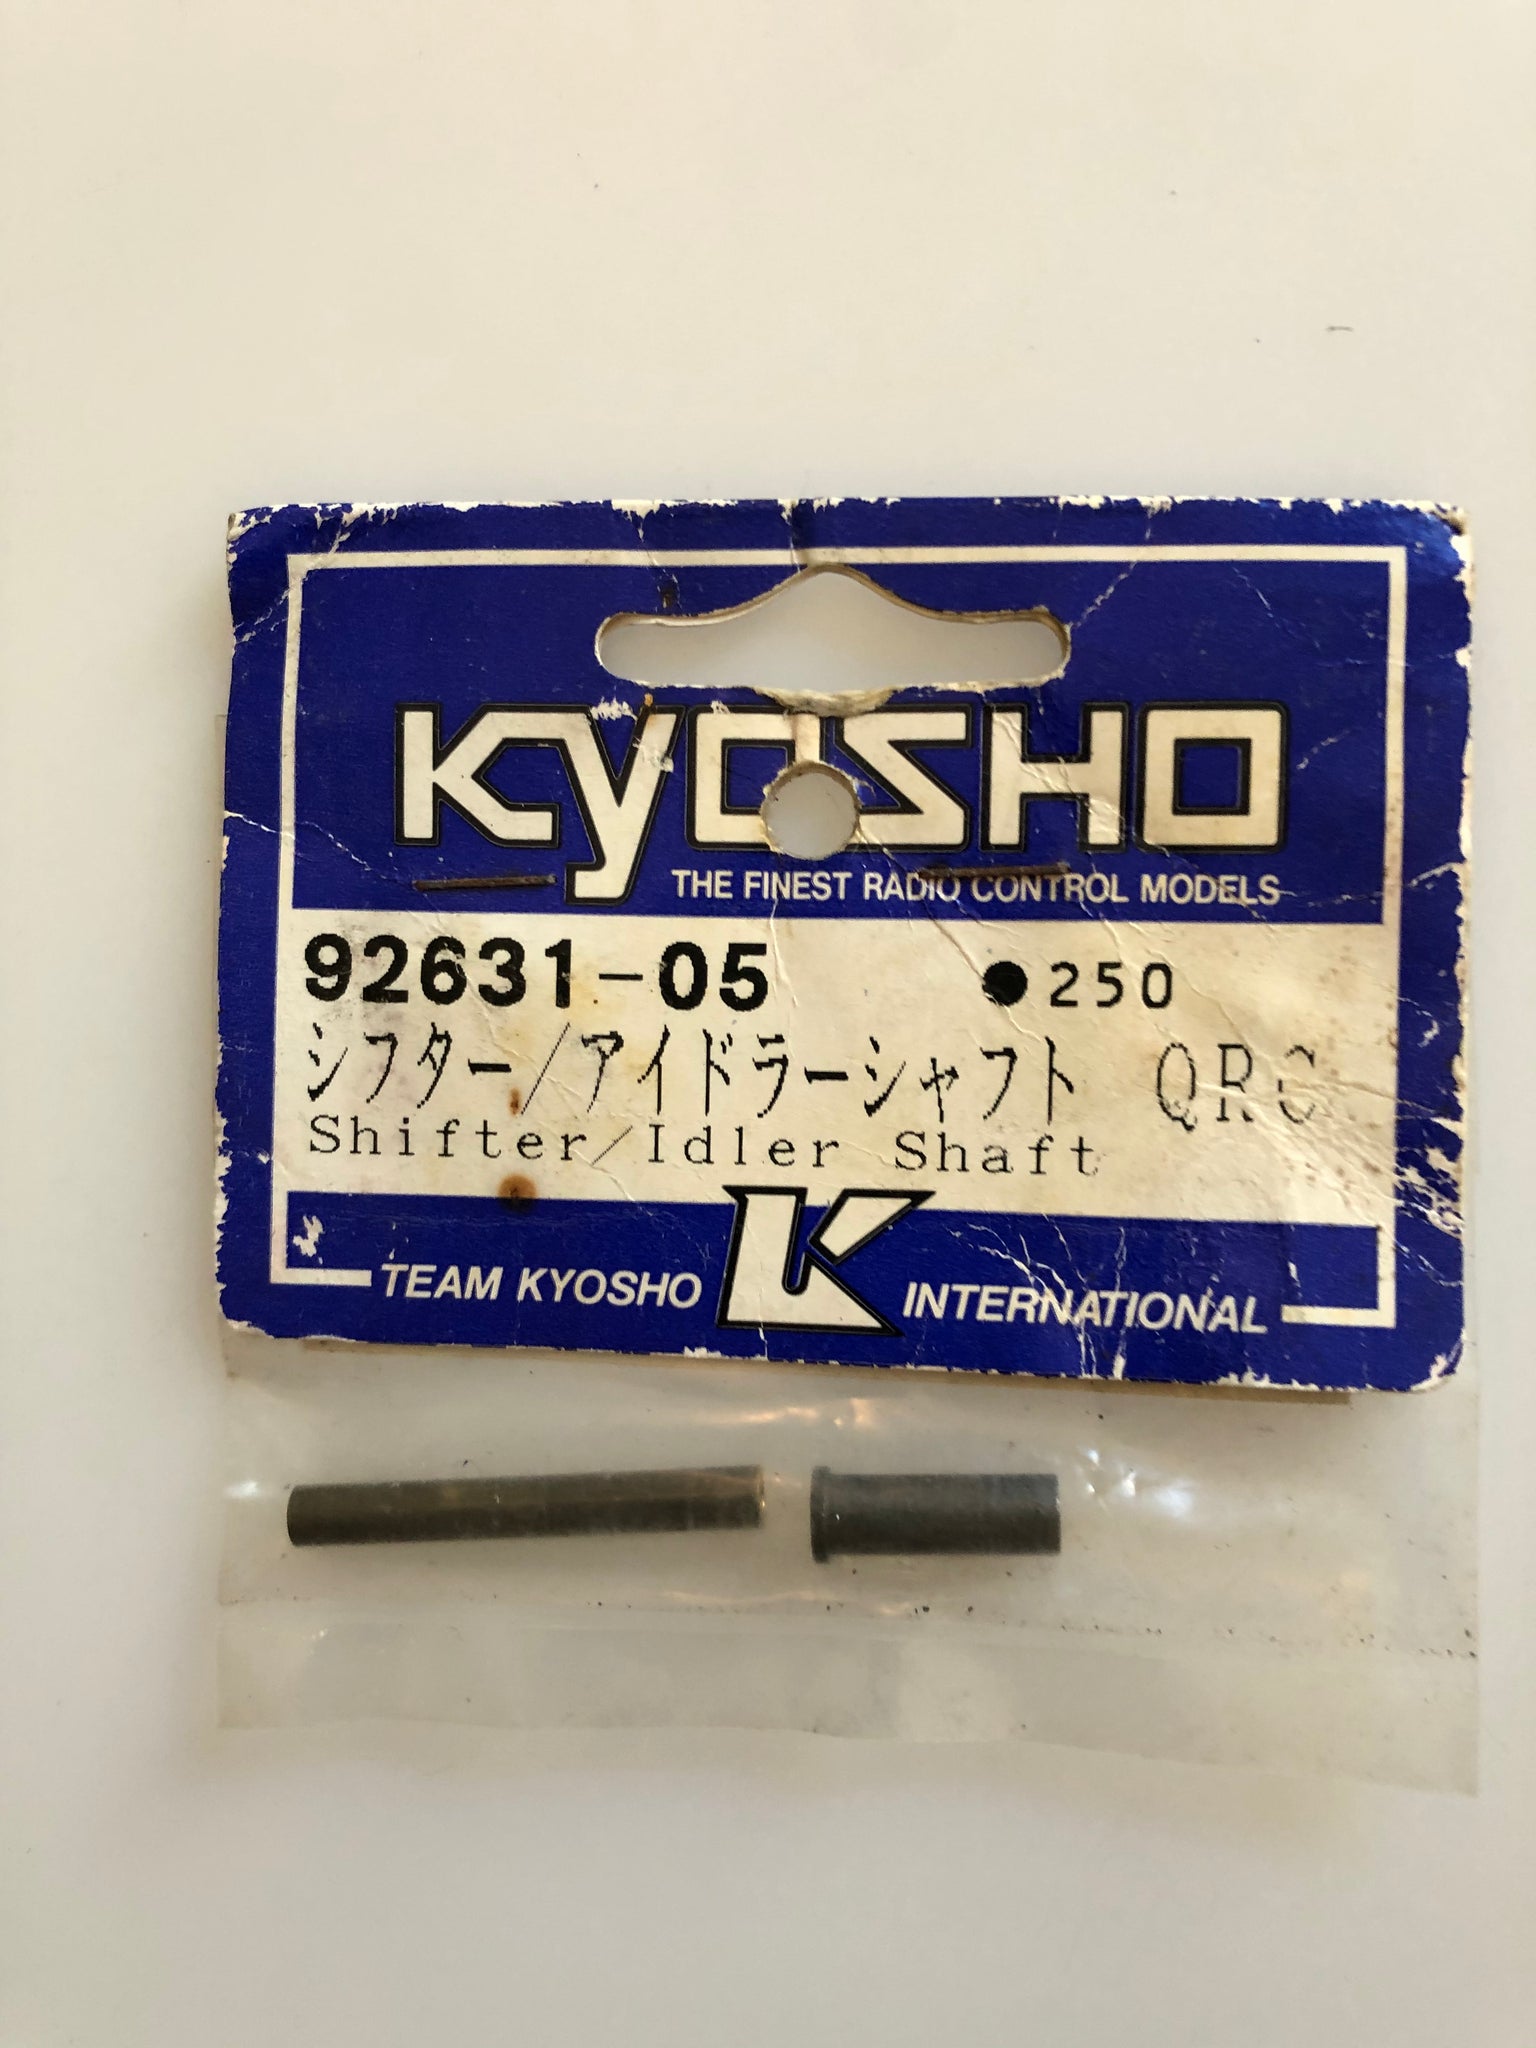 KYOSHO
THE FINEST RADIO CONTROL MODELS
92631-05 ●250
シフター/アイドラーシャフト QRC
Shifter/Idler Shaft
TEAM KYOSHO K INTERNATIONAL